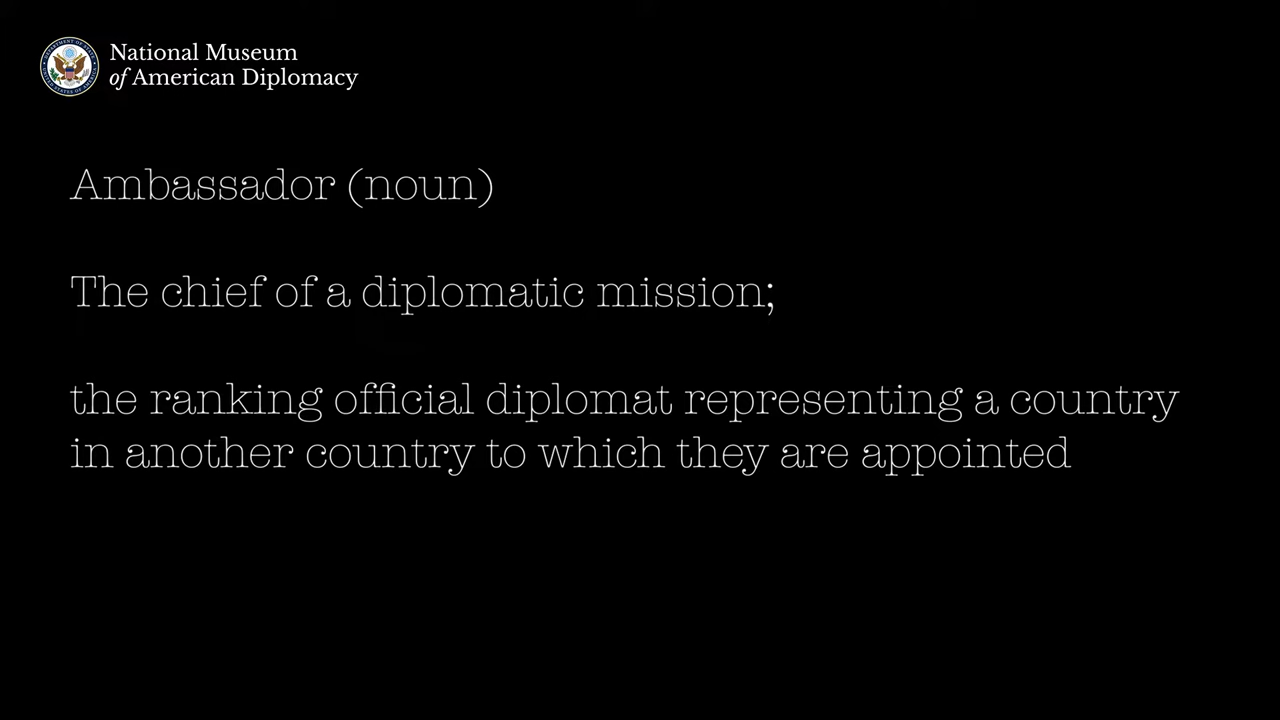 National Museum
of American Diplomacy
Ambassador (noun)
The chief of a diplomatic mission;
the ranking official diplomat representing a country
in another country to which they are appointed